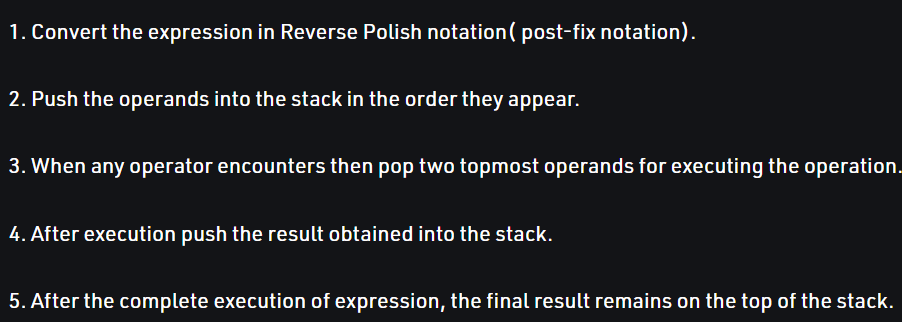 1. Convert the expression in Reverse Polish notation( post-fix notation).
2. Push the operands into the stack in the order they appear.
3. When any operator encounters then pop two topmost operands for executing the operation.
4. After execution push the result obtained into the stack.
5. After the complete execution of expression, the final result remains on the top of the stack.